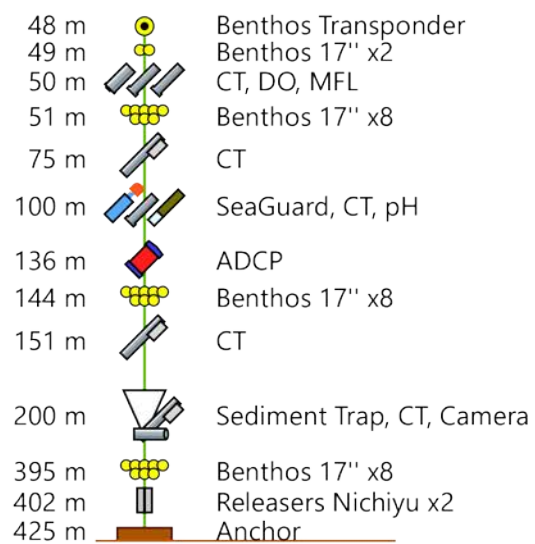 48 m Benthos Transponder
49 m Benthos 17'' x2
50 m CT, DO, MFL
51 m Benthos 17'' x8
75 m CT
100 m SeaGuard, CT, pH
136 m ADCP
144 m Benthos 17'' x8
151 m CT
200 m Sediment Trap, CT, Camera
395 m Benthos 17'' x8
402 m Releasers Nichiyu x2
425 m Anchor